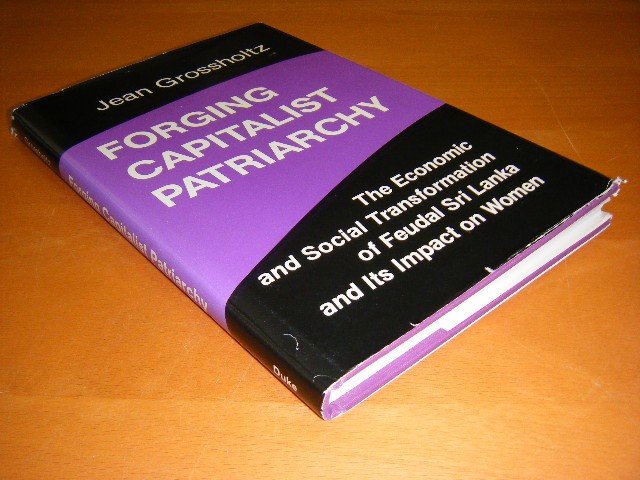 Jean Grossholtz
FORGING
CAPITALIST
PATRIARCHY
The Economic
and Social Transformation
of Feudal Sri Lanka
and Its Impact on Women
Grossholtz
Forging Capitalist Patriarchy
Duke